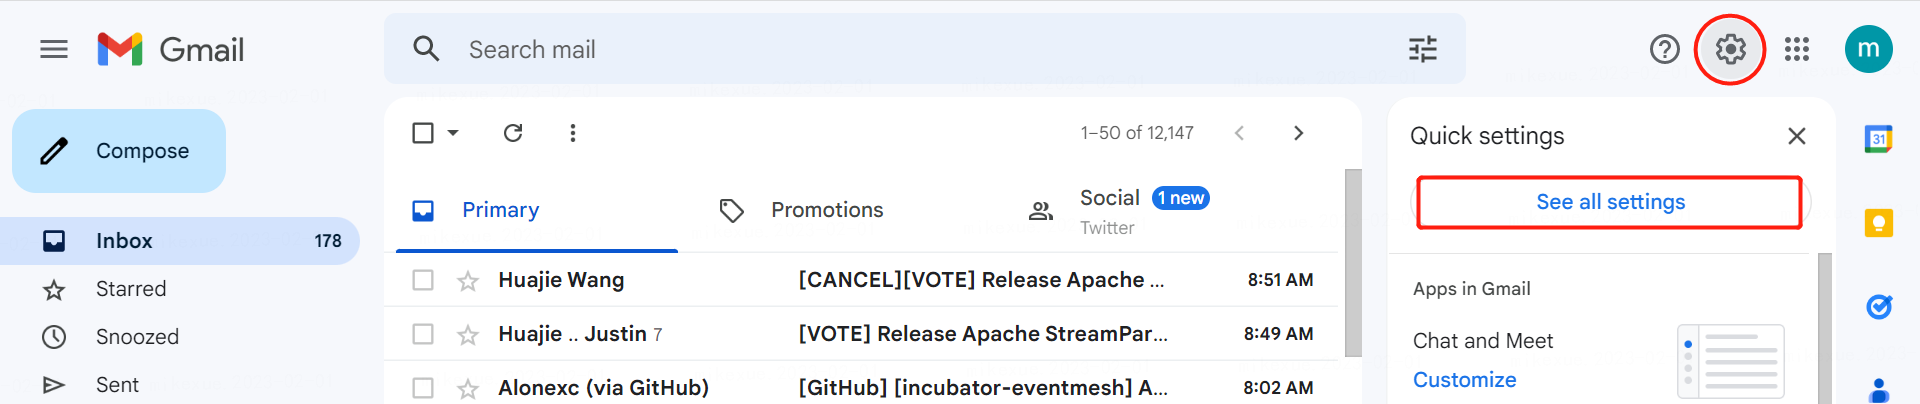 Gmail
Search mail
m
Compose
1–50 of 12,147
Quick settings
31
See all settings
Primary
Promotions
Social 1 new
Twitter
Inbox 178
Huajie Wang [CANCEL][VOTE] Release Apache ... 8:51 AM
Starred
Apps in Gmail
Huajie .. Justin 7 [VOTE] Release Apache StreamPar... 8:49 AM
Snoozed
Chat and Meet
Customize
Sent
Alonexc (via GitHub) [GitHub] [incubator-eventmesh] A... 8:02 AM